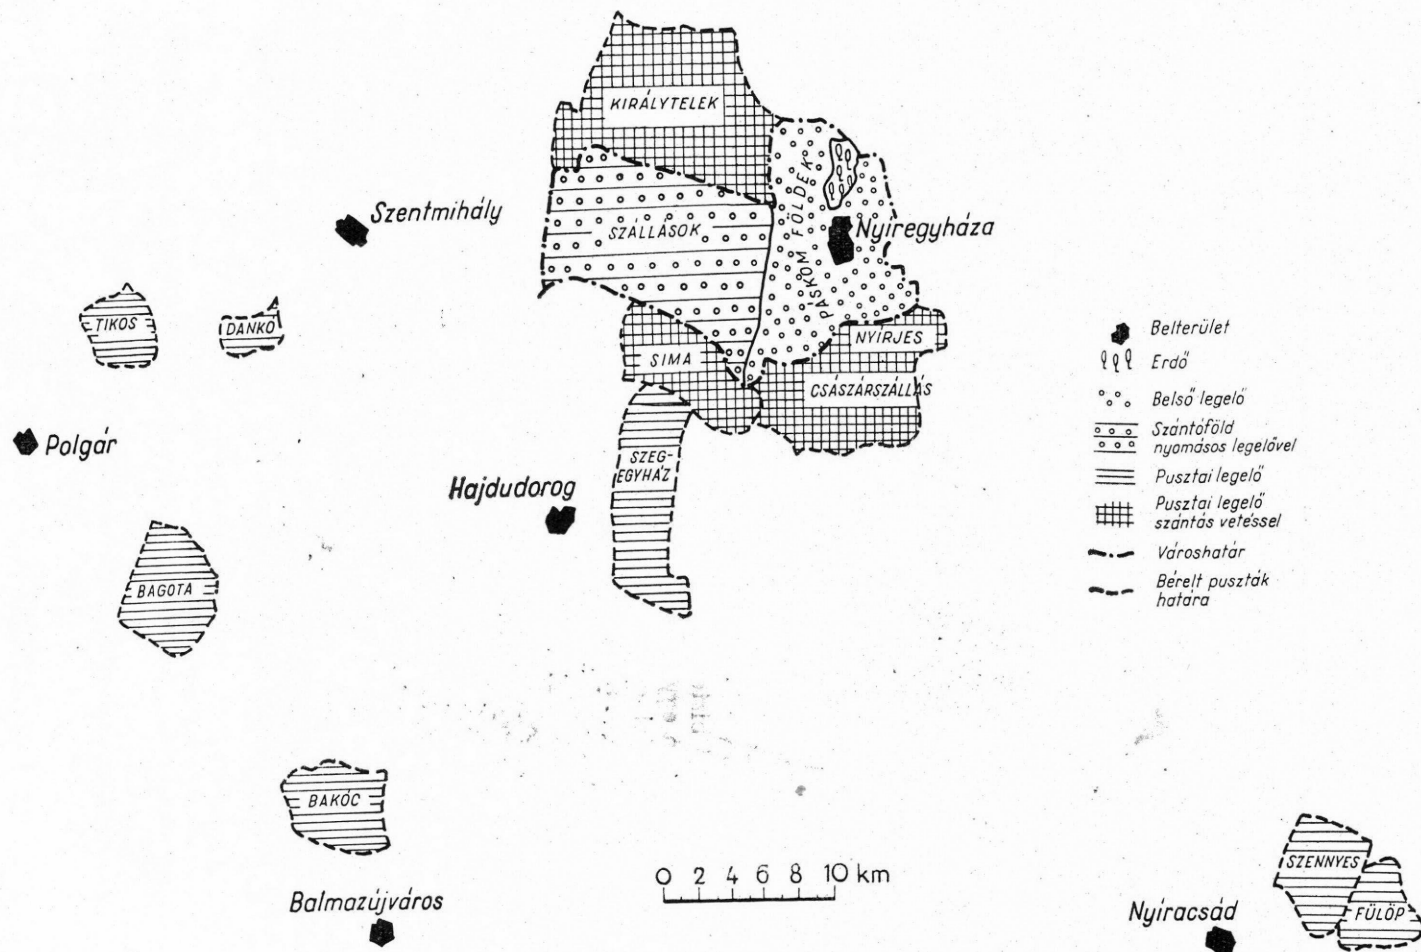 KIRÁLYTELEK
Szentmihály
SZÁLLÁSOK
PASKOM FÖLDEK
Nyíregyháza
TIKOS
DANKÓ
NYÍRJES
SIMA
CSÁSZÁRSZÁLLÁS
Polgár
SZEG-
EGYHÁZ
Hajdudorog
BAGOTA
BAKÓC
Balmazújváros
0 2 4 6 8 10 km
SZENNYES
FÜLÖP
Nyíracsád
Belterület
Erdő
Belső legelő
Szántóföld
nyomásos legelővel
Pusztai legelő
Pusztai legelő
szántás vetéssel
Városhatár
Bérelt puszták
határa